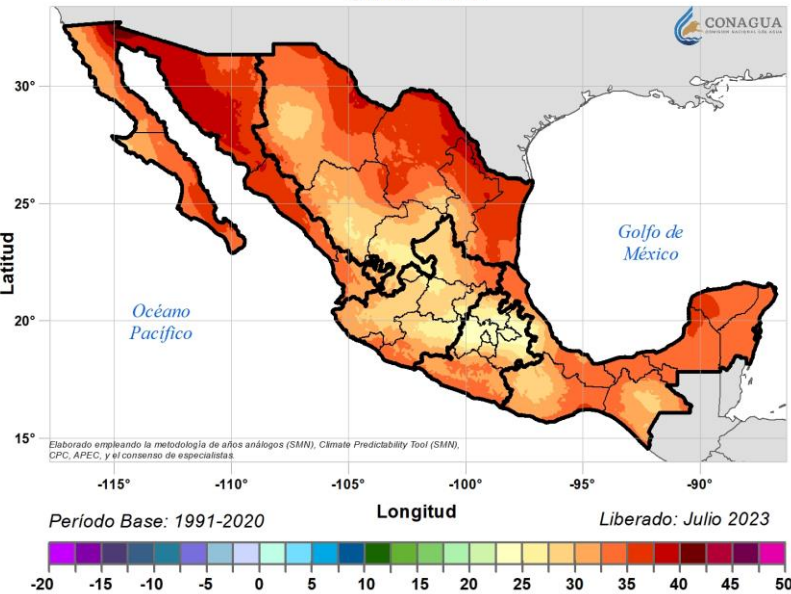 CONAGUA
COMISIÓN NACIONAL DEL AGUA
30°
25°
20°
15°
Latitud
Golfo de
México
Océano
Pacífico
Elaborado empleando la metodología de años análogos (SMN), Climate Predictability Tool (SMN),
CPC, APEC, y el consenso de especialistas.
-115° -110° -105° -100° -95° -90°
Longitud
Período Base: 1991-2020
Liberado: Julio 2023
-20 -15 -10 -5 0 5 10 15 20 25 30 35 40 45 50